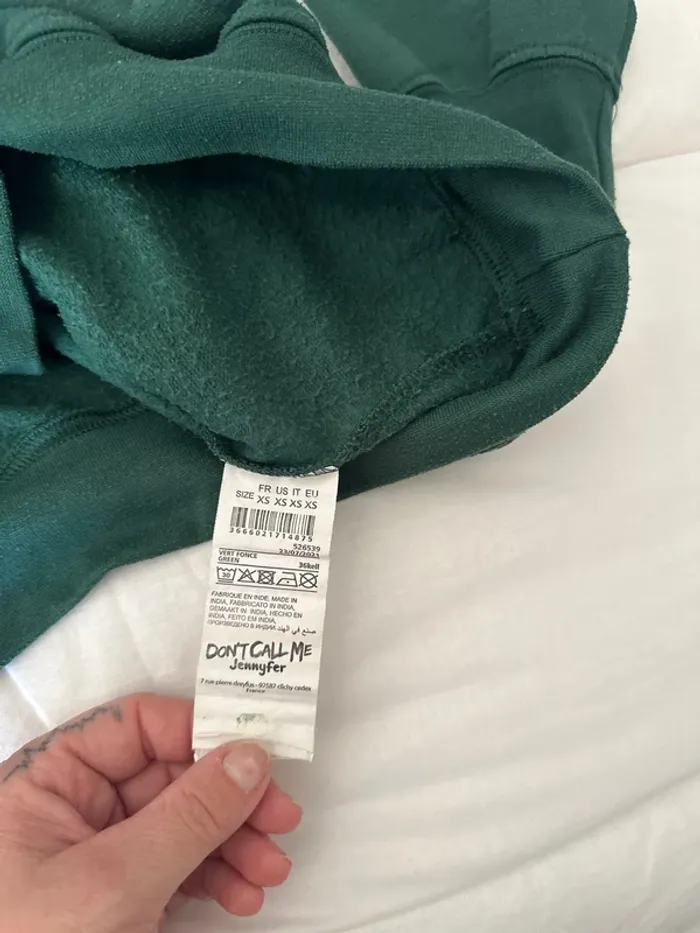 FR US IT EU
SIZE XS XS XS XS
3666021714875
526539
23/07/2021
VERT FONCE
GREEN
36kell
30
FABRIQUE EN INDE, MADE IN
INDIA, FABBRICATO IN INDIA,
GEMAAKT IN INDIA, HECHO EN
INDIA, FEITO EM INDIA,
ПРОИЗВЕДЕНО В ИНДИИ صنع في الهند
DON'T CALL ME
Jennyfer
7 rue pierre dreyfus - 92587 clichy cedex
France